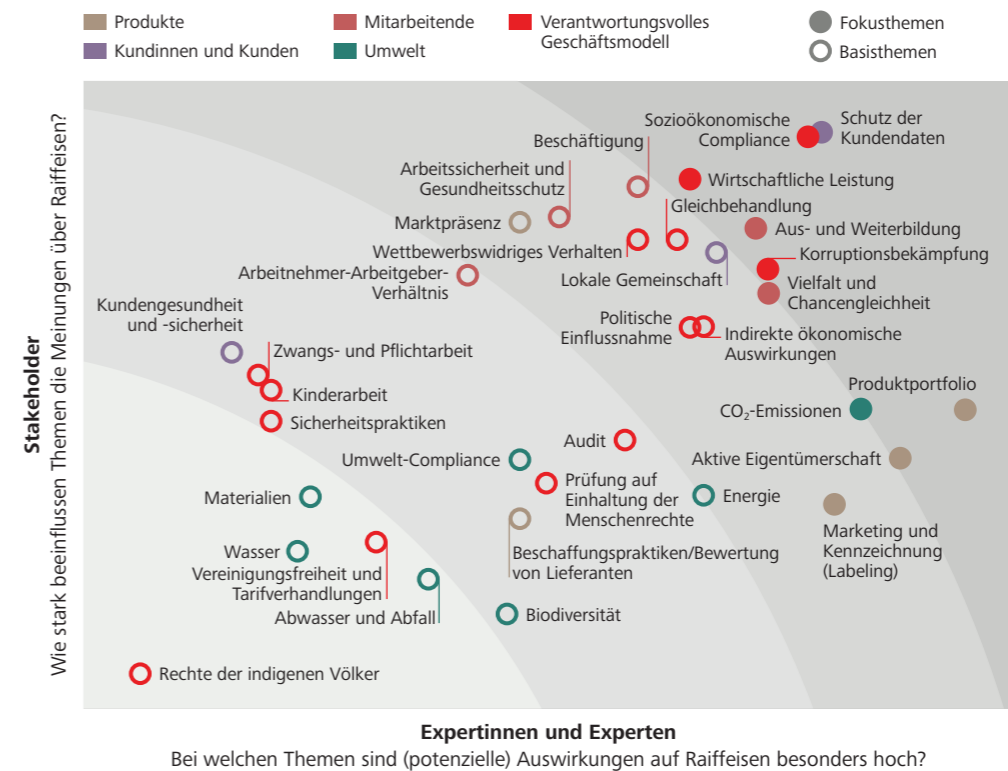 Produkte
Kundinnen und Kunden
Mitarbeitende
Umwelt
Verantwortungsvolles
Geschäftsmodell
Fokusthemen
Basisthemen
Stakeholder
Wie stark beeinflussen Themen die Meinungen über Raiffeisen?
Sozioökonomische
Compliance
Schutz der
Kundendaten
Beschäftigung
Arbeitssicherheit und
Gesundheitsschutz
Wirtschaftliche Leistung
Gleichbehandlung
Marktpräsenz
Aus- und Weiterbildung
Wettbewerbswidriges Verhalten
Korruptionsbekämpfung
Arbeitnehmer-Arbeitgeber-
Verhältnis
Lokale Gemeinschaft
Vielfalt und
Chancengleichheit
Kundengesundheit
und -sicherheit
Politische
Einflussnahme
Indirekte ökonomische
Auswirkungen
Zwangs- und Pflichtarbeit
Kinderarbeit
Produktportfolio
CO₂-Emissionen
Sicherheitspraktiken
Audit
Umwelt-Compliance
Aktive Eigentümerschaft
Prüfung auf
Einhaltung der
Menschenrechte
Energie
Materialien
Marketing und
Kennzeichnung
(Labeling)
Wasser
Beschaffungspraktiken/Bewertung
von Lieferanten
Vereinigungsfreiheit und
Tarifverhandlungen
Abwasser und Abfall
Biodiversität
Rechte der indigenen Völker
Expertinnen und Experten
Bei welchen Themen sind (potenzielle) Auswirkungen auf Raiffeisen besonders hoch?